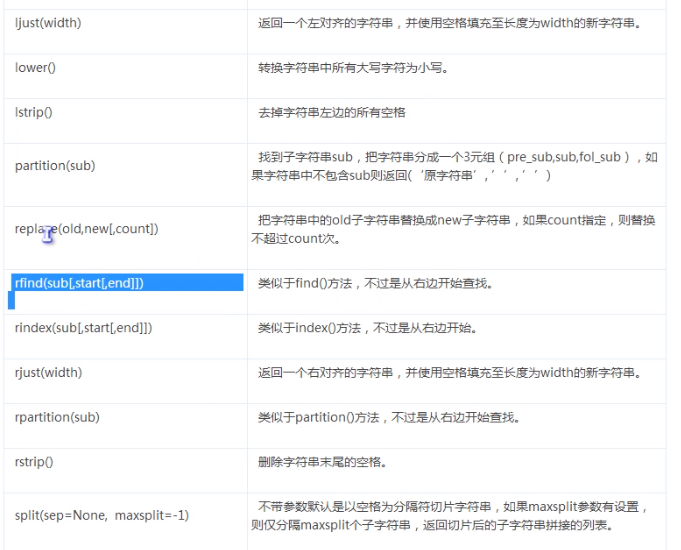 ljust(width)
返回一个左对齐的字符串，并使用空格填充至长度为width的新字符串。
lower()
转换字符串中所有大写字符为小写。
lstrip()
去掉字符串左边的所有空格
partition(sub)
找到子字符串sub，把字符串分成一个3元组（pre_sub,sub,fol_sub），如
果字符串中不包含sub则返回(‘原字符串’,’’,’’)
replace(old,new[,count])
把字符串中的old子字符串替换成new子字符串，如果count指定，则替换
不超过count次。
rfind(sub[,start[,end]])
类似于find()方法，不过是从右边开始查找。
rindex(sub[,start[,end]])
类似于index()方法，不过是从右边开始。
rjust(width)
返回一个右对齐的字符串，并使用空格填充至长度为width的新字符串。
rpartition(sub)
类似于partition()方法，不过是从右边开始查找。
rstrip()
删除字符串末尾的空格。
split(sep=None, maxsplit=-1)
不带参数默认是以空格为分隔符切片字符串，如果maxsplit参数有设置，
则仅分隔maxsplit个子字符串，返回切片后的子字符串拼接的列表。